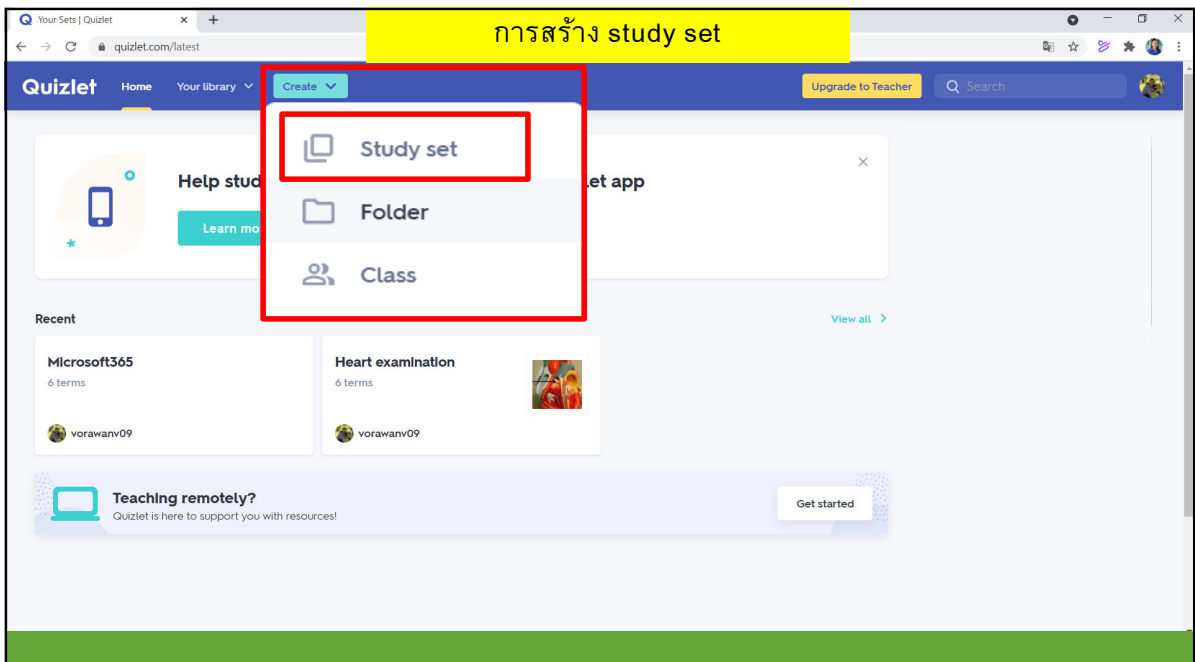 Your Sets | Quizlet
การสร้าง study set
quizlet.com/latest
Quizlet
Home
Your library
Create
Upgrade to Teacher
Search
Study set
Folder
Class
Help stud
et app
Learn mo
Recent
View all
Microsoft365
6 terms
vorawanv09
Heart examination
6 terms
vorawanv09
Teaching remotely?
Quizlet is here to support you with resources!
Get started